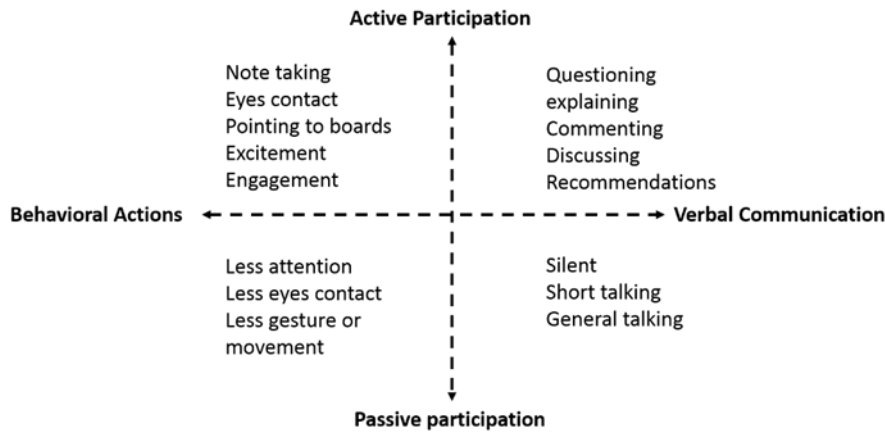 Active Participation
Note taking
Eyes contact
Pointing to boards
Excitement
Engagement
Questioning
explaining
Commenting
Discussing
Recommendations
Behavioral Actions
Verbal Communication
Less attention
Less eyes contact
Less gesture or
movement
Silent
Short talking
General talking
Passive participation